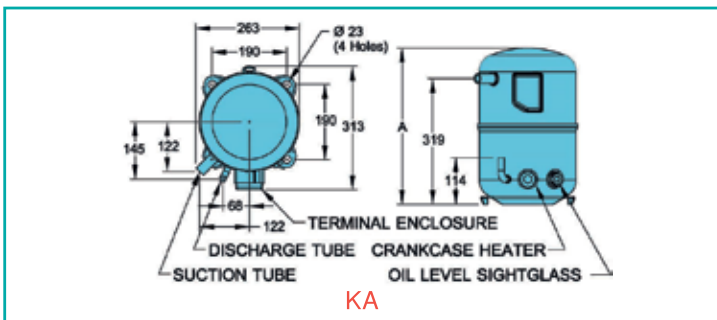 263
190
Ø 23
(4 Holes)
190
313
145
122
68
122
A
319
114
TERMINAL ENCLOSURE
DISCHARGE TUBE
CRANKCASE HEATER
SUCTION TUBE
OIL LEVEL SIGHTGLASS
KA